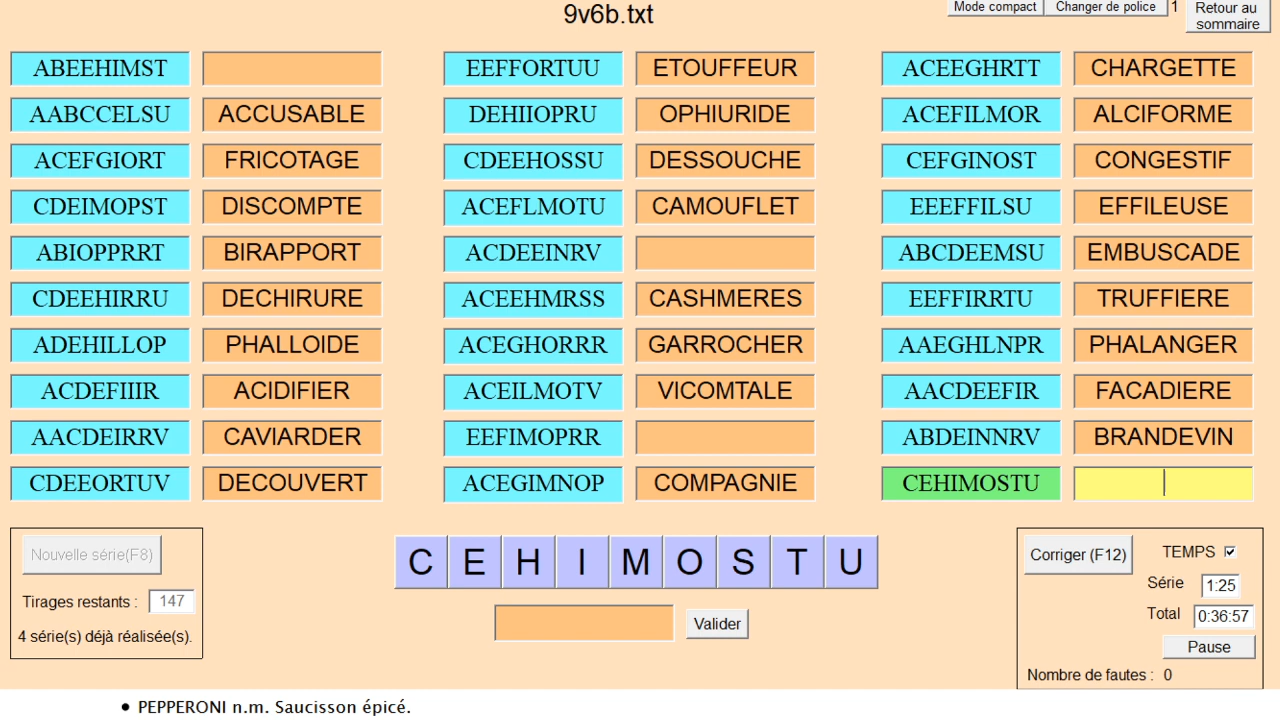 9v6b.txt
Mode compact Changer de police 1 Retour au sommaire
ABEEHIMST EEFFORTUU ETOUFFEUR ACEEGHRTT CHARGETTE
AABCCELSU ACCUSABLE DEHIIOPRU OPHIURIDE ACEFILMOR ALCIFORME
ACEFGIORT FRICOTAGE CDEEHOSSU DESSOUCHE CEFGINOST CONGESTIF
CDEIMOPST DISCOMPTE ACEFLMOTU CAMOUFLET EEEFFILSU EFFILEUSE
ABIOPPRRT BIRAPPORT ACDEEINRV ABCDEEMSU EMBUSCADE
CDEEHIRRU DECHIRURE ACEEHMRSS CASHMERES EEFFIRRTU TRUFFIERE
ADEHILLOP PHALLOIDE ACEGHORRR GARROCHER AAEGHLNPR PHALANGER
ACDEFIIIR ACIDIFIER ACEILMOTV VICOMTALE AACDEEFIR FACADIERE
AACDEIRRV CAVIARDER EEFIMOPRR ABDEINNRV BRANDEVIN
CDEEORTUV DECOUVERT ACEGIMNOP COMPAGNIE CEHIMOSTU
Nouvelle série(F8)
Tirages restants : 147
4 série(s) déjà réalisée(s).
C E H I M O S T U
Valider
Corriger (F12) TEMPS
Série 1:25
Total 0:36:57
Pause
Nombre de fautes : 0
• PEPPERONI n.m. Saucisson épicé.